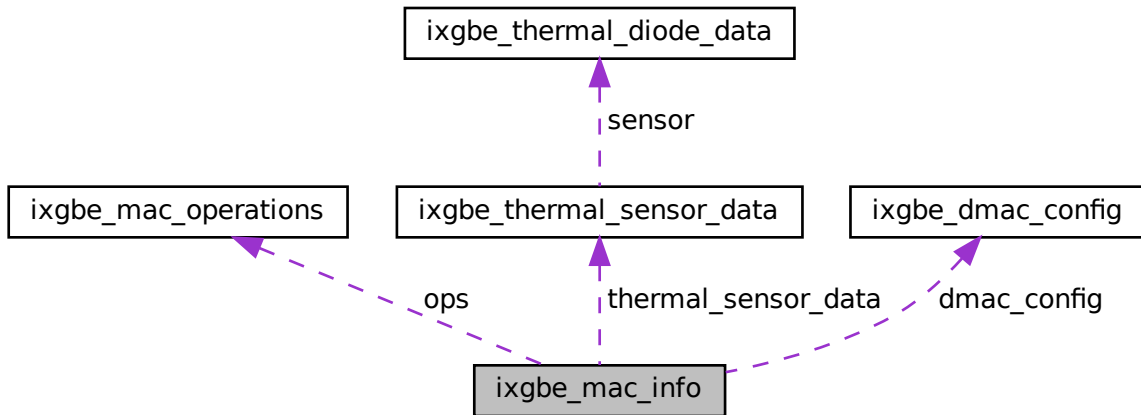 ixgbe_thermal_diode_data
sensor
ixgbe_mac_operations
ixgbe_thermal_sensor_data
ixgbe_dmac_config
ops
thermal_sensor_data
dmac_config
ixgbe_mac_info